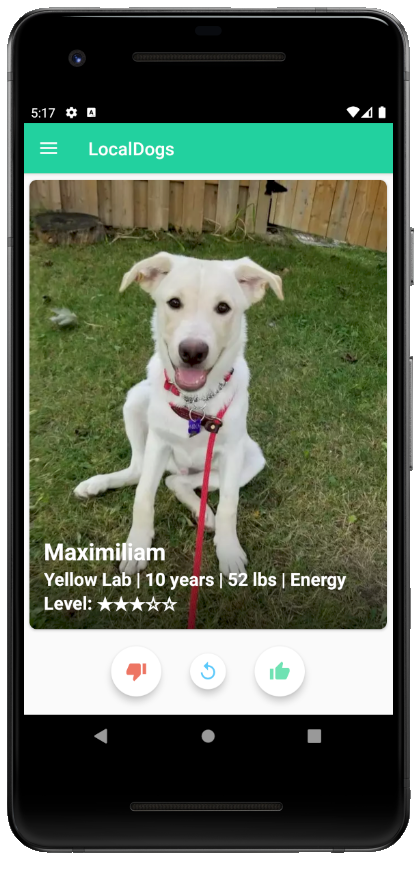 5:17
LocalDogs
Maximiliam
Yellow Lab | 10 years | 52 lbs | Energy
Level: ★★★☆☆